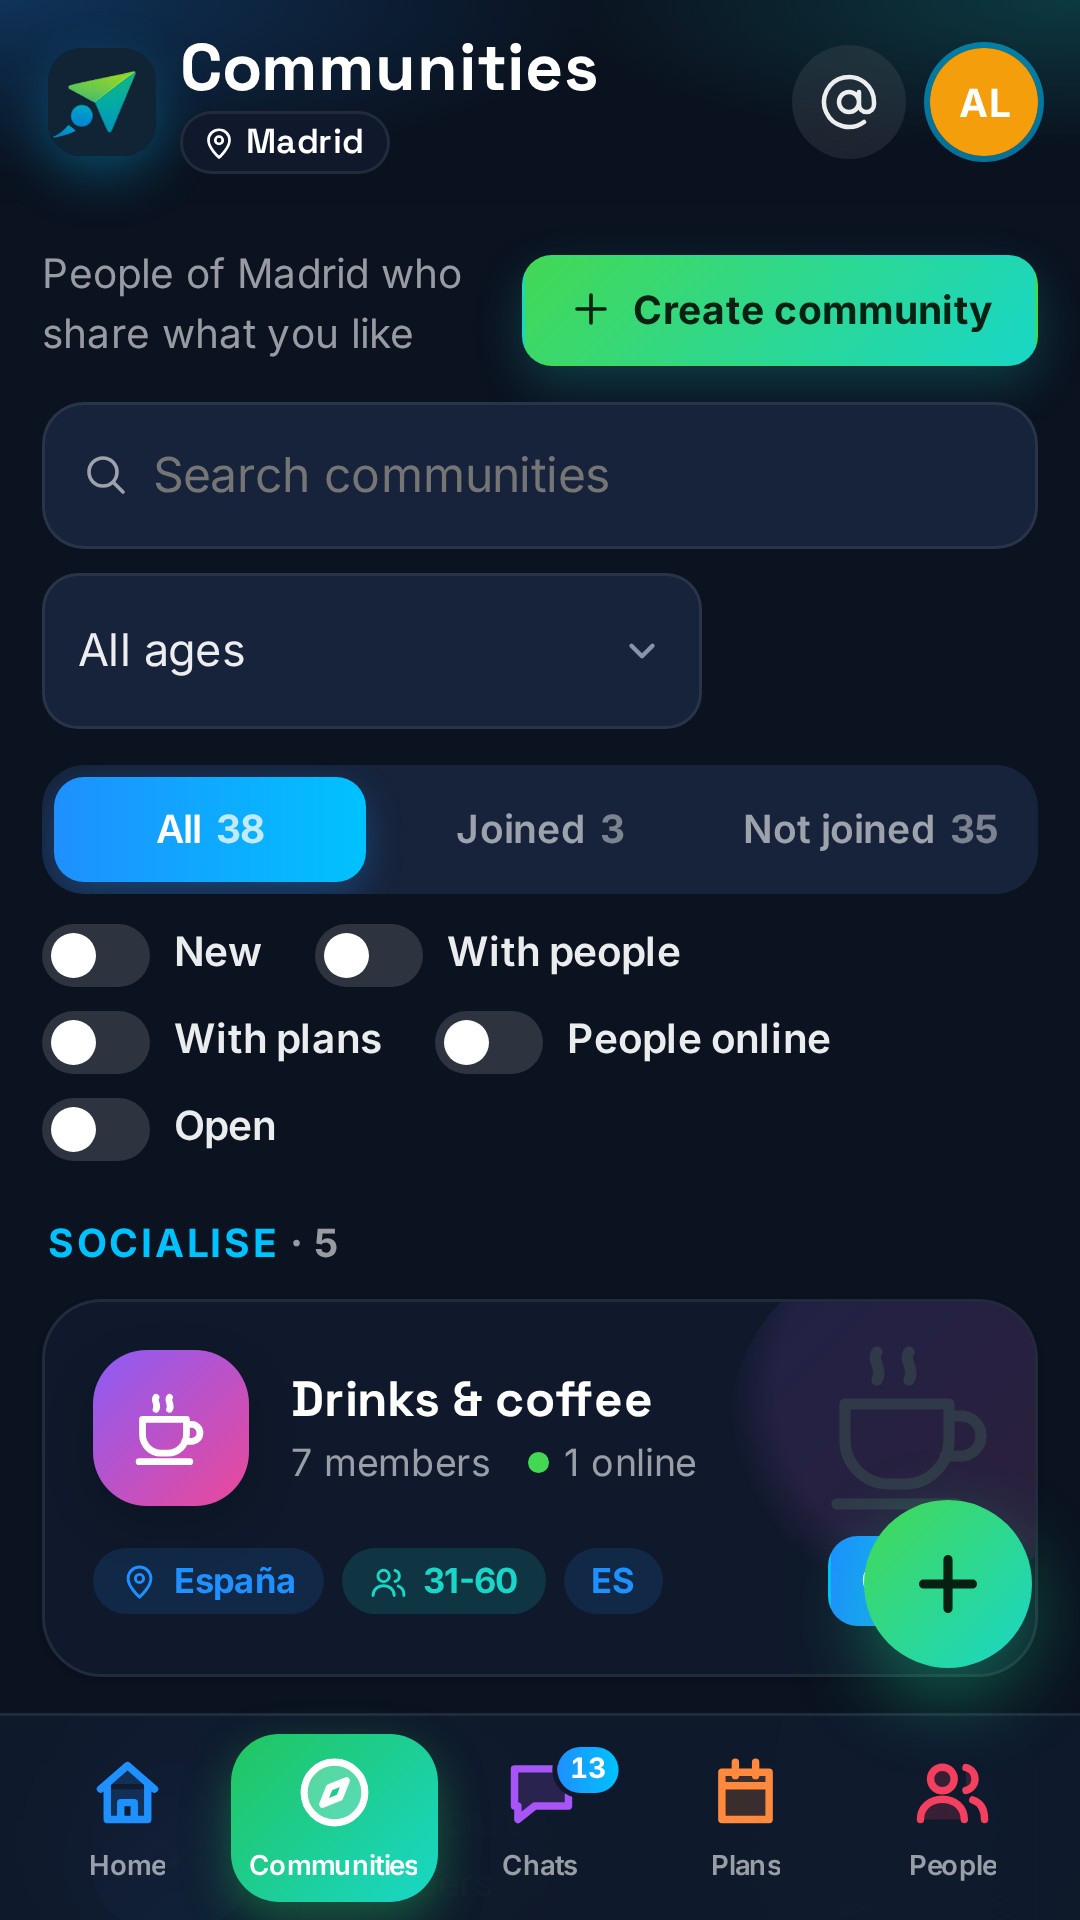 Communities
Madrid
@
AL
People of Madrid who
share what you like
+ Create community
Search communities
All ages
All 38
Joined 3
Not joined 35
New
With people
With plans
People online
Open
SOCIALISE · 5
Drinks & coffee
7 members
1 online
España
31-60
ES
13
Home
Communities
Chats
Plans
People